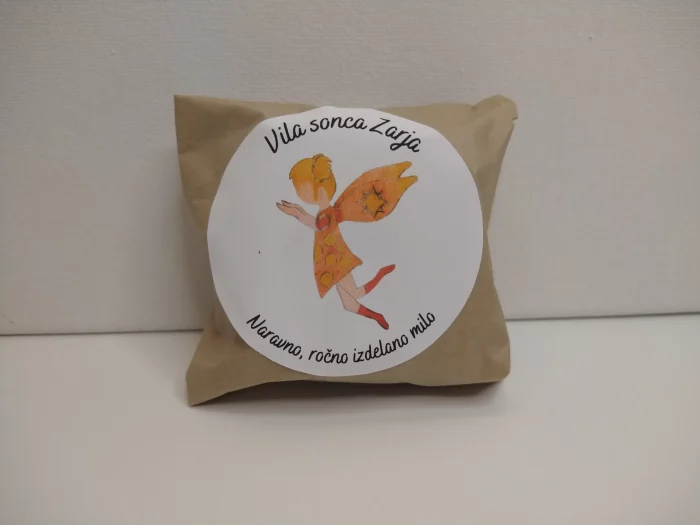 Vila sonca Zarja
Naravno, ročno izdelano milo